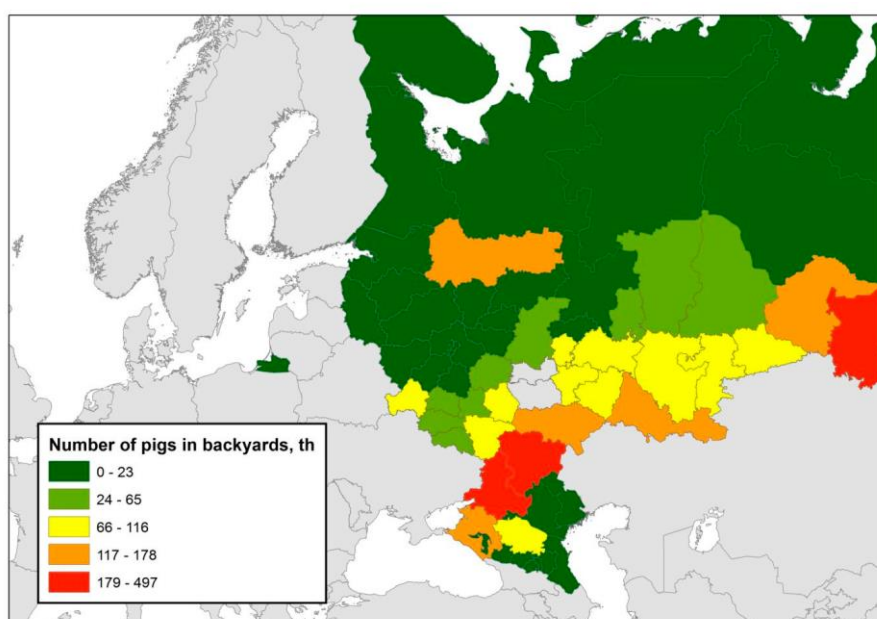 Number of pigs in backyards, th
0 - 23
24 - 65
66 - 116
117 - 178
179 - 497